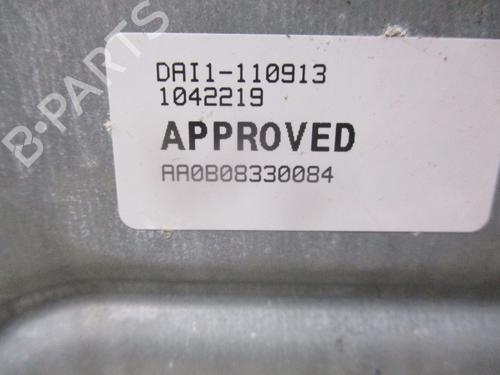 B-PARTS
DAI1-110913
1042219
APPROVED
AA0B08330084